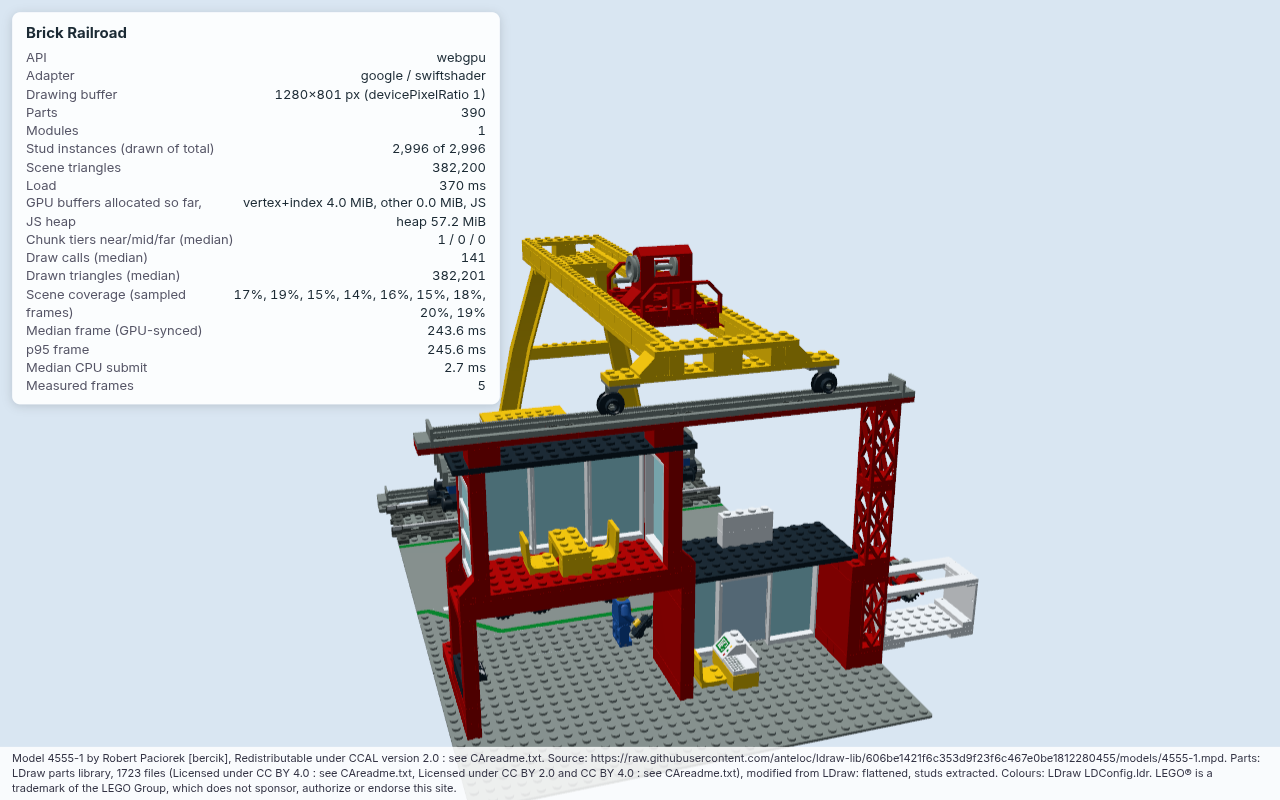 Brick Railroad
API webgpu
Adapter google / swiftshader
Drawing buffer 1280×801 px (devicePixelRatio 1)
Parts 390
Modules 1
Stud instances (drawn of total) 2,996 of 2,996
Scene triangles 382,200
Load 370 ms
GPU buffers allocated so far, vertex+index 4.0 MiB, other 0.0 MiB, JS
JS heap heap 57.2 MiB
Chunk tiers near/mid/far (median) 1 / 0 / 0
Draw calls (median) 141
Drawn triangles (median) 382,201
Scene coverage (sampled 17%, 19%, 15%, 14%, 16%, 15%, 18%,
frames) 20%, 19%
Median frame (GPU-synced) 243.6 ms
p95 frame 245.6 ms
Median CPU submit 2.7 ms
Measured frames 5
Model 4555-1 by Robert Paciorek [bercik], Redistributable under CCAL version 2.0 : see CAreadme.txt. Source: https://raw.githubusercontent.com/anteloc/ldraw-lib/606be1421f6c353d9f23f6c467e0be1812280455/models/4555-1.mpd. Parts:
LDraw parts library, 1723 files (Licensed under CC BY 4.0 : see CAreadme.txt, Licensed under CC BY 2.0 and CC BY 4.0 : see CAreadme.txt), modified from LDraw: flattened, studs extracted. Colours: LDraw LDConfig.ldr. LEGO® is a
trademark of the LEGO Group, which does not sponsor, authorize or endorse this site.